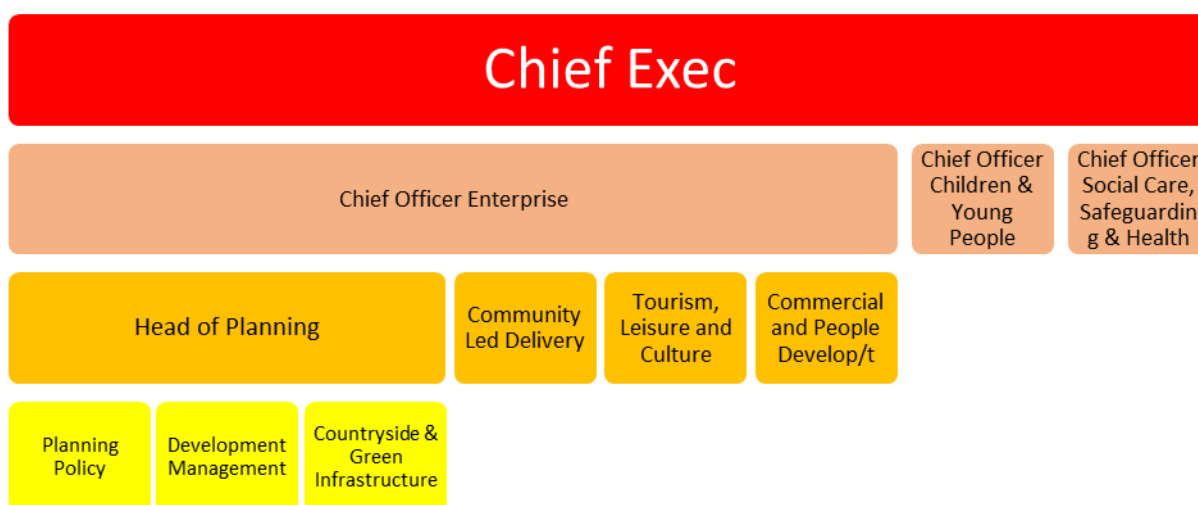 Chief Exec
Chief Officer Enterprise
Chief Officer
Children &
Young
People
Chief Officer
Social Care,
Safeguardin
g & Health
Head of Planning
Community
Led Delivery
Tourism,
Leisure and
Culture
Commercial
and People
Develop/t
Planning
Policy
Development
Management
Countryside &
Green
Infrastructure